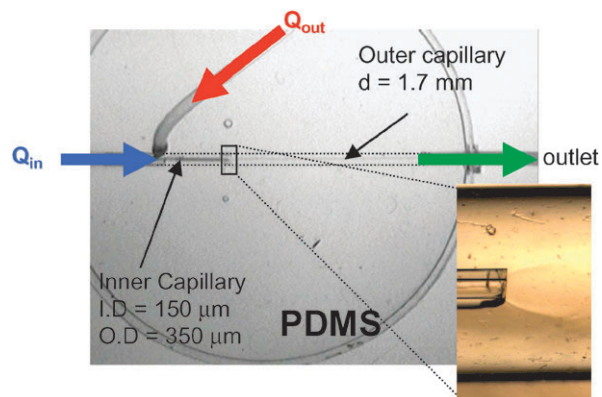 Qout
Outer capillary
d = 1.7 mm
Qin
outlet
Inner Capillary
I.D = 150 μm
O.D = 350 μm
PDMS